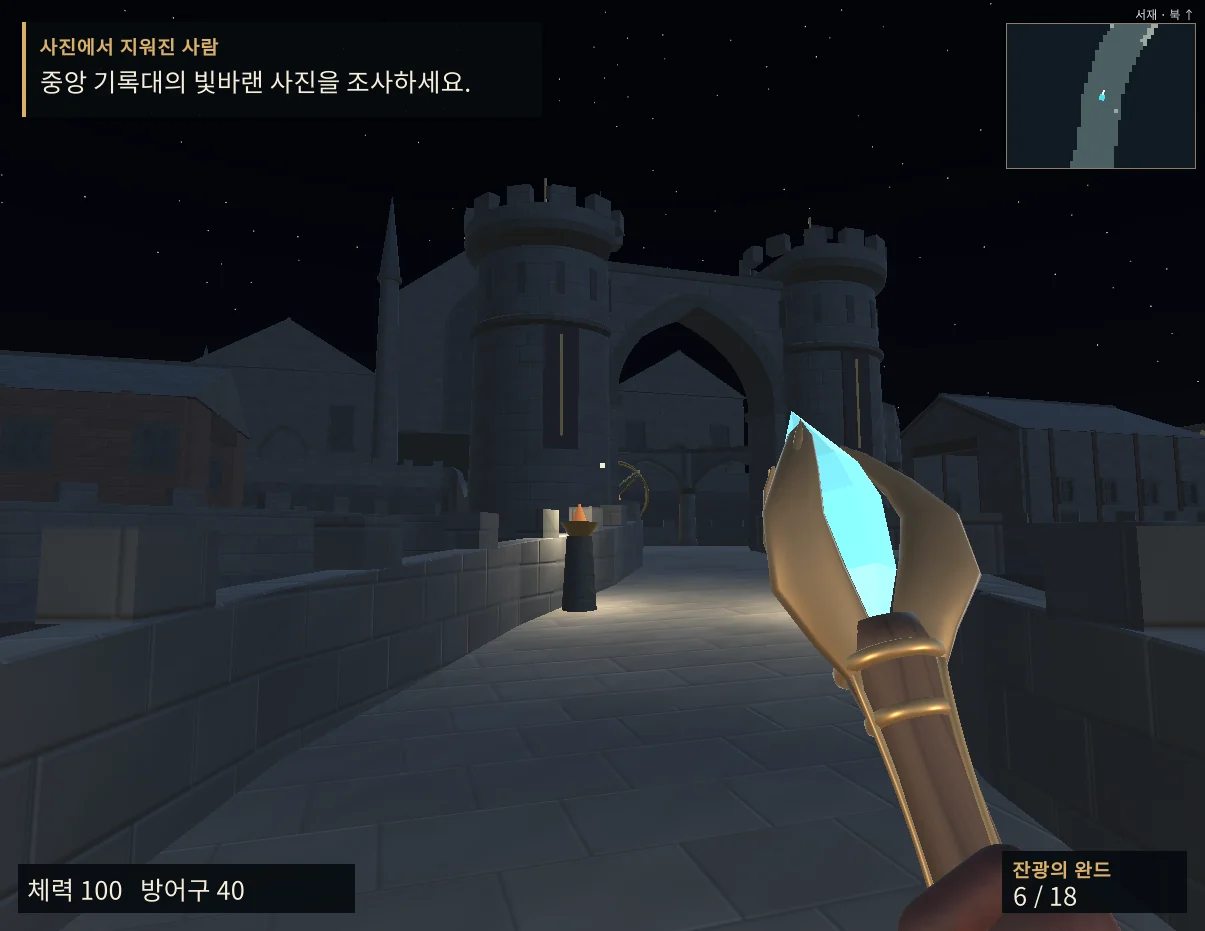 사진에서 지워진 사람
중앙 기록대의 빛바랜 사진을 조사하세요.
서재 · 북 ↑
체력 100 방어구 40
잔광의 완드
6 / 18